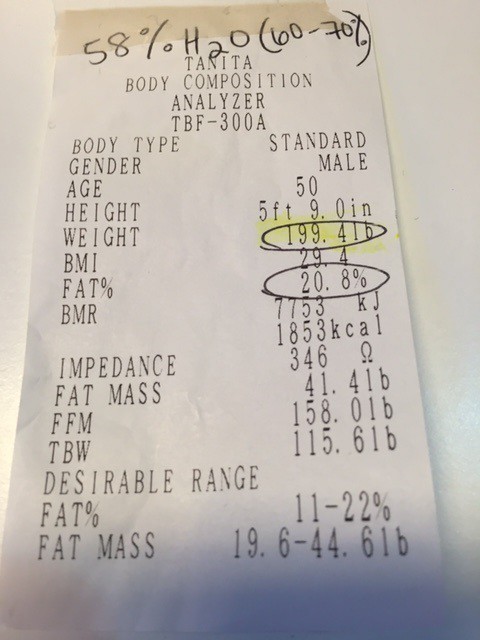 58% H2O (60-70%)
TANITA
BODY COMPOSITION
ANALYZER
TBF-300A
BODY TYPE STANDARD
GENDER MALE
AGE 50
HEIGHT 5ft 9.0in
WEIGHT 199.4lb
BMI 29.4
FAT% 20.8%
BMR 7753 kJ
1853kcal
IMPEDANCE 346 Ω
FAT MASS 41.4lb
FFM 158.0lb
TBW 115.6lb
DESIRABLE RANGE
FAT% 11-22%
FAT MASS 19.6-44.6lb